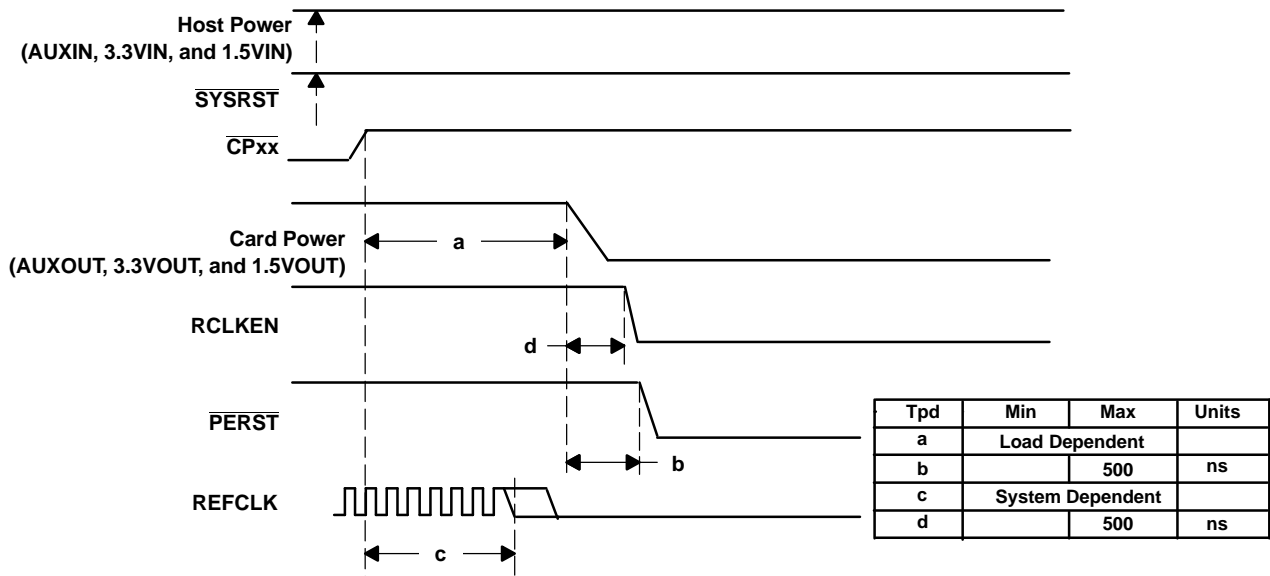 Host Power
(AUXIN, 3.3VIN, and 1.5VIN)
SYSRST
CPxx
a
Card Power
(AUXOUT, 3.3VOUT, and 1.5VOUT)
RCLKEN
d
PERST
b
REFCLK
c
Tpd Min Max Units
a Load Dependent
b 500 ns
c System Dependent
d 500 ns